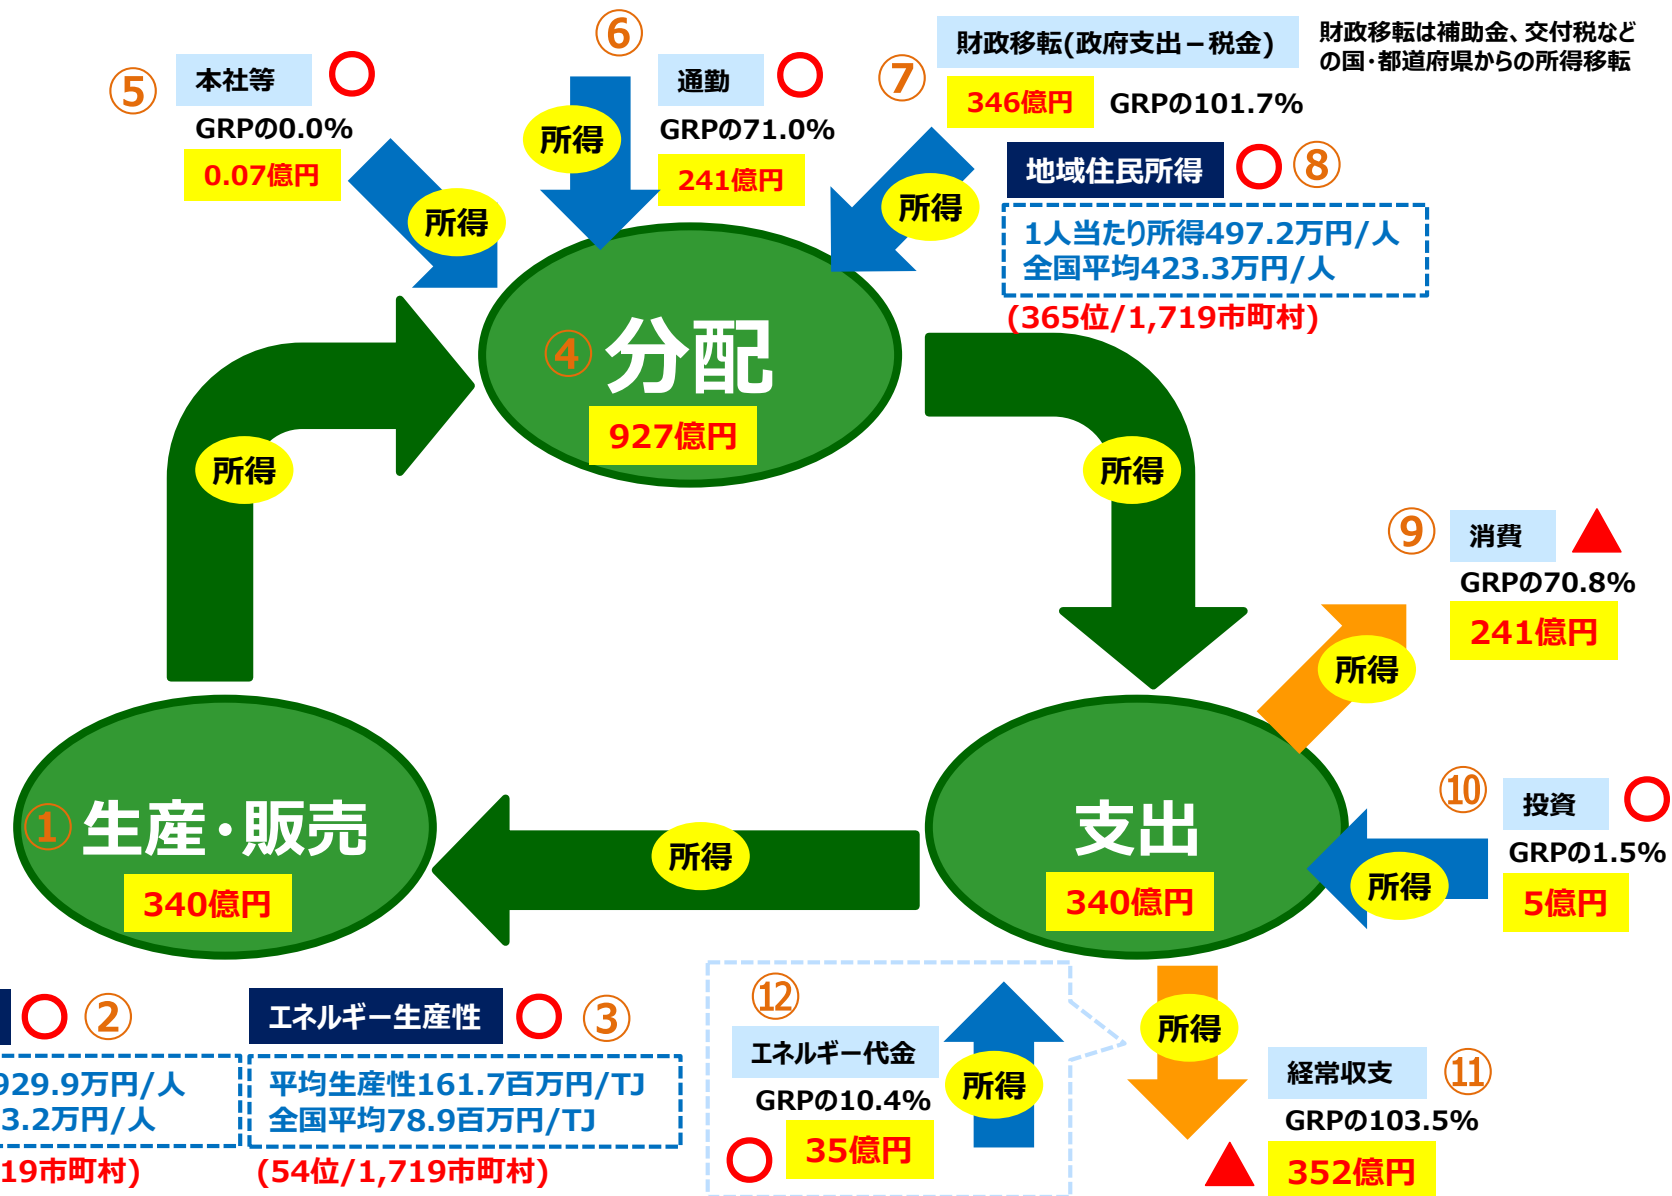 ⑥
財政移転(政府支出－税金)
財政移転は補助金、交付税など
の国・都道府県からの所得移転
⑤
本社等
通勤
⑦
346億円
GRPの101.7%
GRPの0.0%
所得
GRPの71.0%
0.07億円
241億円
地域住民所得
⑧
所得
所得
1人当たり所得497.2万円/人
全国平均423.3万円/人
(365位/1,719市町村)
④
分配
927億円
所得
所得
⑨
消費
GRPの70.8%
241億円
所得
⑩
投資
GRPの1.5%
5億円
所得
①
生産・販売
340億円
所得
支出
340億円
②
929.9万円/人
3.2万円/人
19市町村)
エネルギー生産性
③
平均生産性161.7百万円/TJ
全国平均78.9百万円/TJ
(54位/1,719市町村)
⑫
エネルギー代金
GRPの10.4%
35億円
所得
所得
経常収支
⑪
GRPの103.5%
352億円